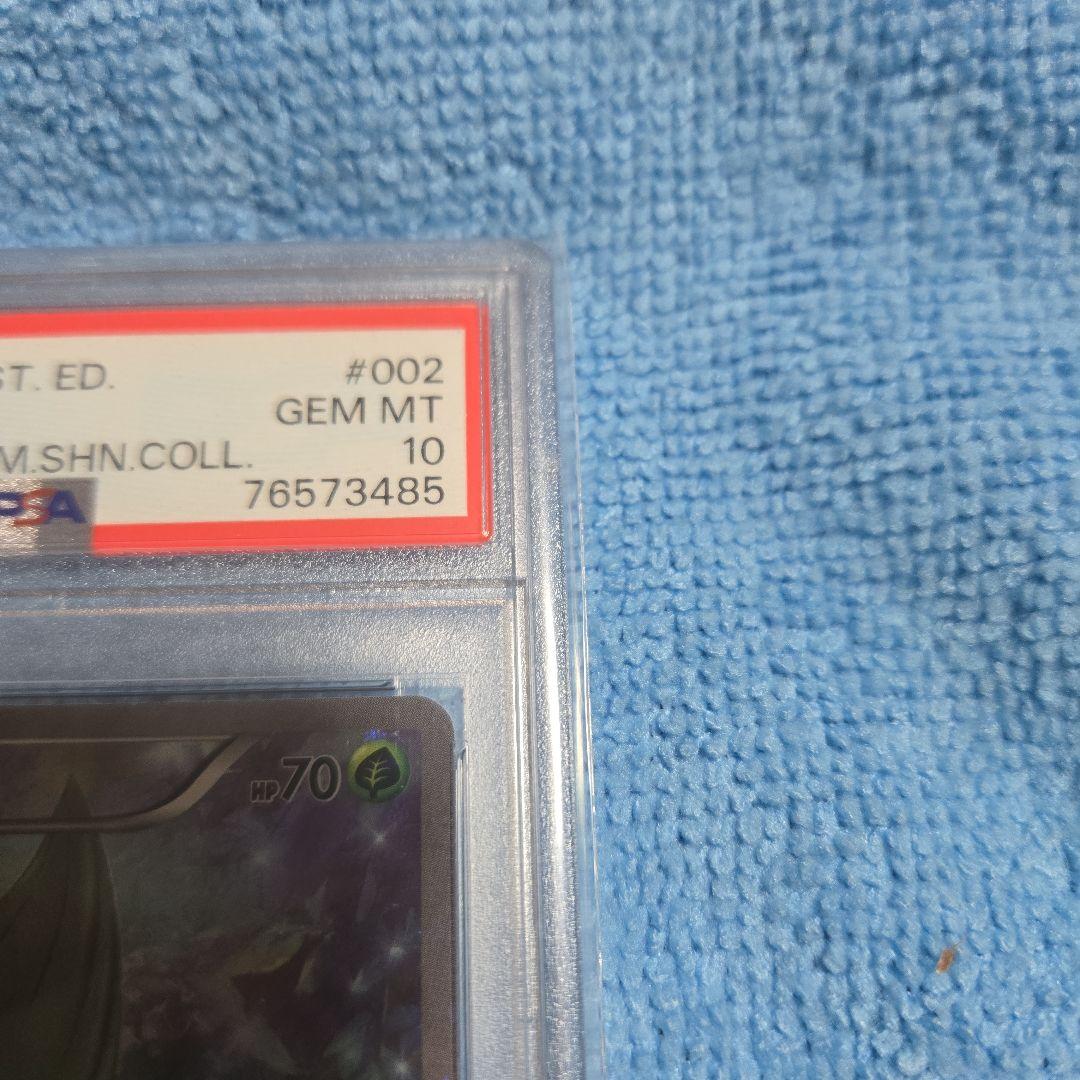 ST. ED. #002
GEM MT
M.SHN.COLL. 10
PSA 76573485
HP70